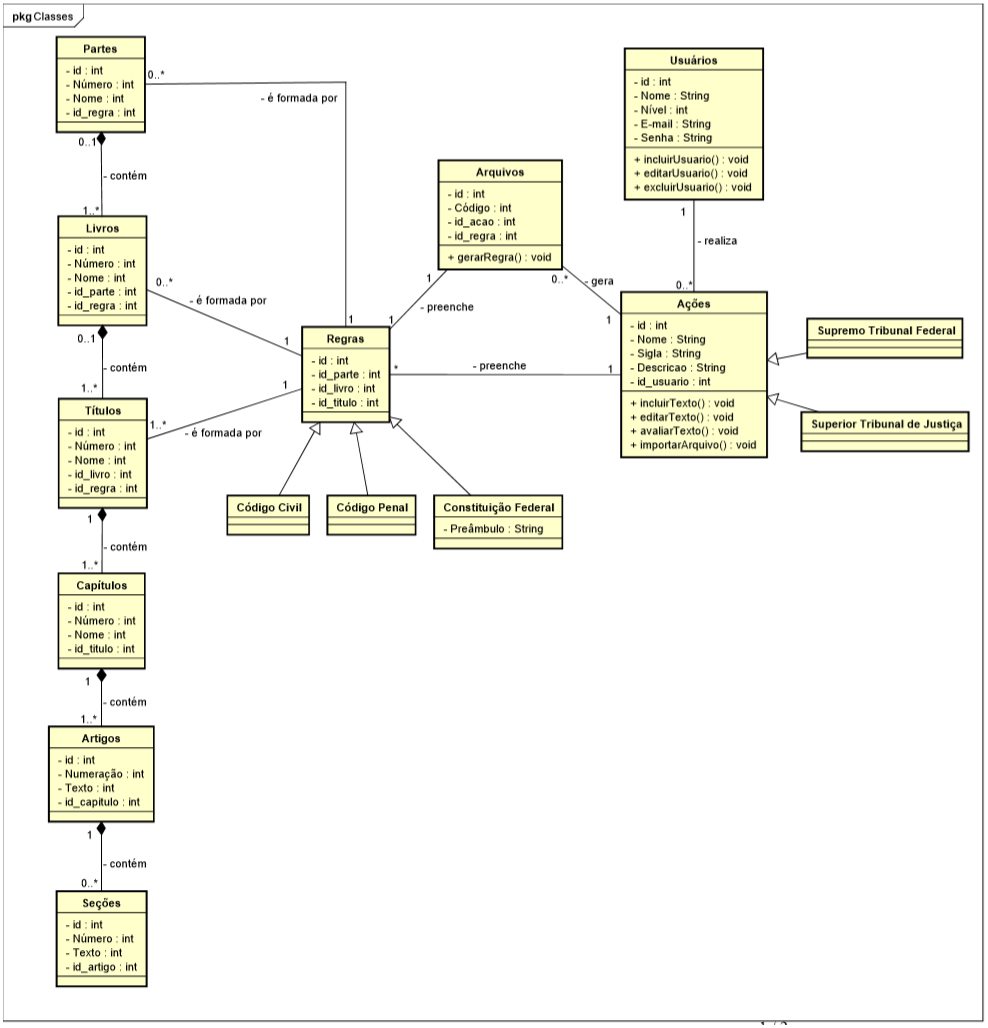 pkg Classes
Partes
- id : int
- Número : int
- Nome : int
- id_regra : int
0..*
- é formada por
0..1
- contém
1..*
Livros
- id : int
- Número : int
- Nome : int
- id_parte : int
- id_regra : int
0..*
- é formada por
1
0..1
- contém
1..*
Títulos
- id : int
- Número : int
- Nome : int
- id_livro : int
- id_regra : int
1..*
- é formada por
1
1
- contém
1..*
Capítulos
- id : int
- Número : int
- Nome : int
- id_titulo : int
1
- contém
1..*
Artigos
- id : int
- Numeração : int
- Texto : int
- id_capitulo : int
1
- contém
0..*
Seções
- id : int
- Número : int
- Texto : int
- id_artigo : int
Usuários
- id : int
- Nome : String
- Nível : int
- E-mail : String
- Senha : String
+ incluirUsuario() : void
+ editarUsuario() : void
+ excluirUsuario() : void
1
- realiza
0..*
Arquivos
- id : int
- Código : int
- id_acao : int
- id_regra : int
+ gerarRegra() : void
0..*
- gera
1
1
- preenche
1
1
Regras
- id : int
- id_parte : int
- id_livro : int
- id_titulo : int
*
- preenche
1
Ações
- id : int
- Nome : String
- Sigla : String
- Descricao : String
- id_usuario : int
+ incluirTexto() : void
+ editarTexto() : void
+ avaliarTexto() : void
+ importarArquivo() : void
Supremo Tribunal Federal
Superior Tribunal de Justiça
Código Civil
Código Penal
Constituição Federal
- Preâmbulo : String